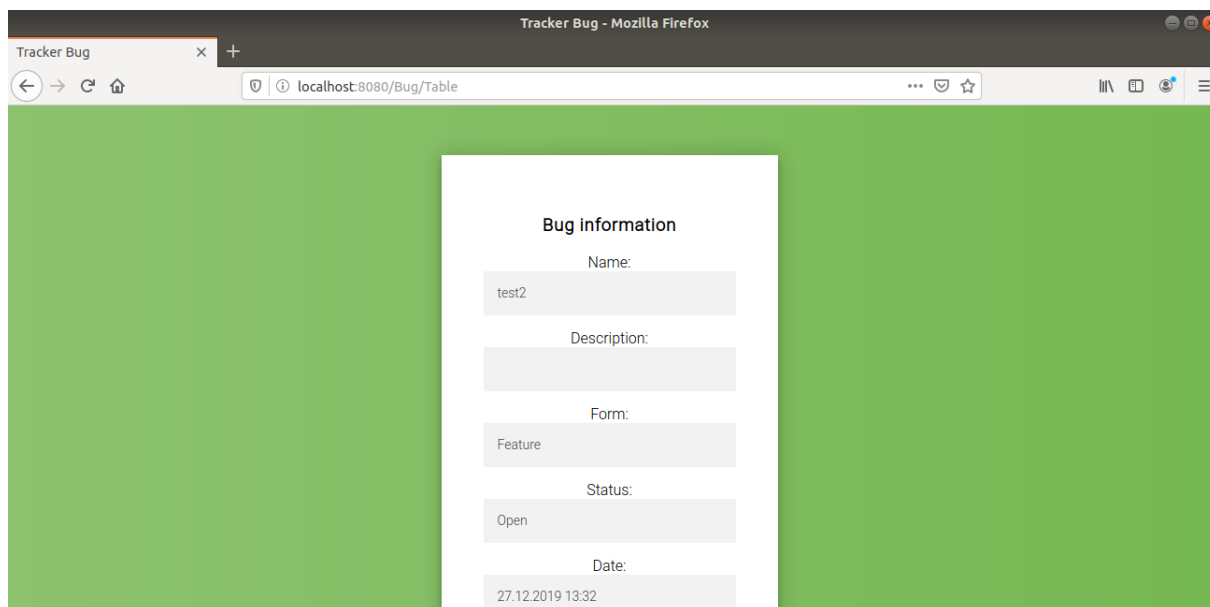 Tracker Bug - Mozilla Firefox
Tracker Bug
localhost:8080/Bug/Table
Bug information
Name:
test2
Description:
Form:
Feature
Status:
Open
Date:
27.12.2019 13:32